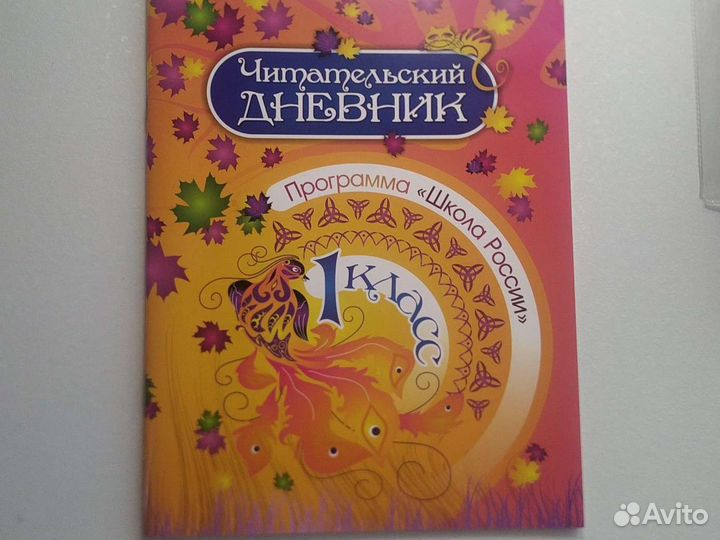 Читательский
ДНЕВНИК
Программа «Школа России»
1 класс
Avito